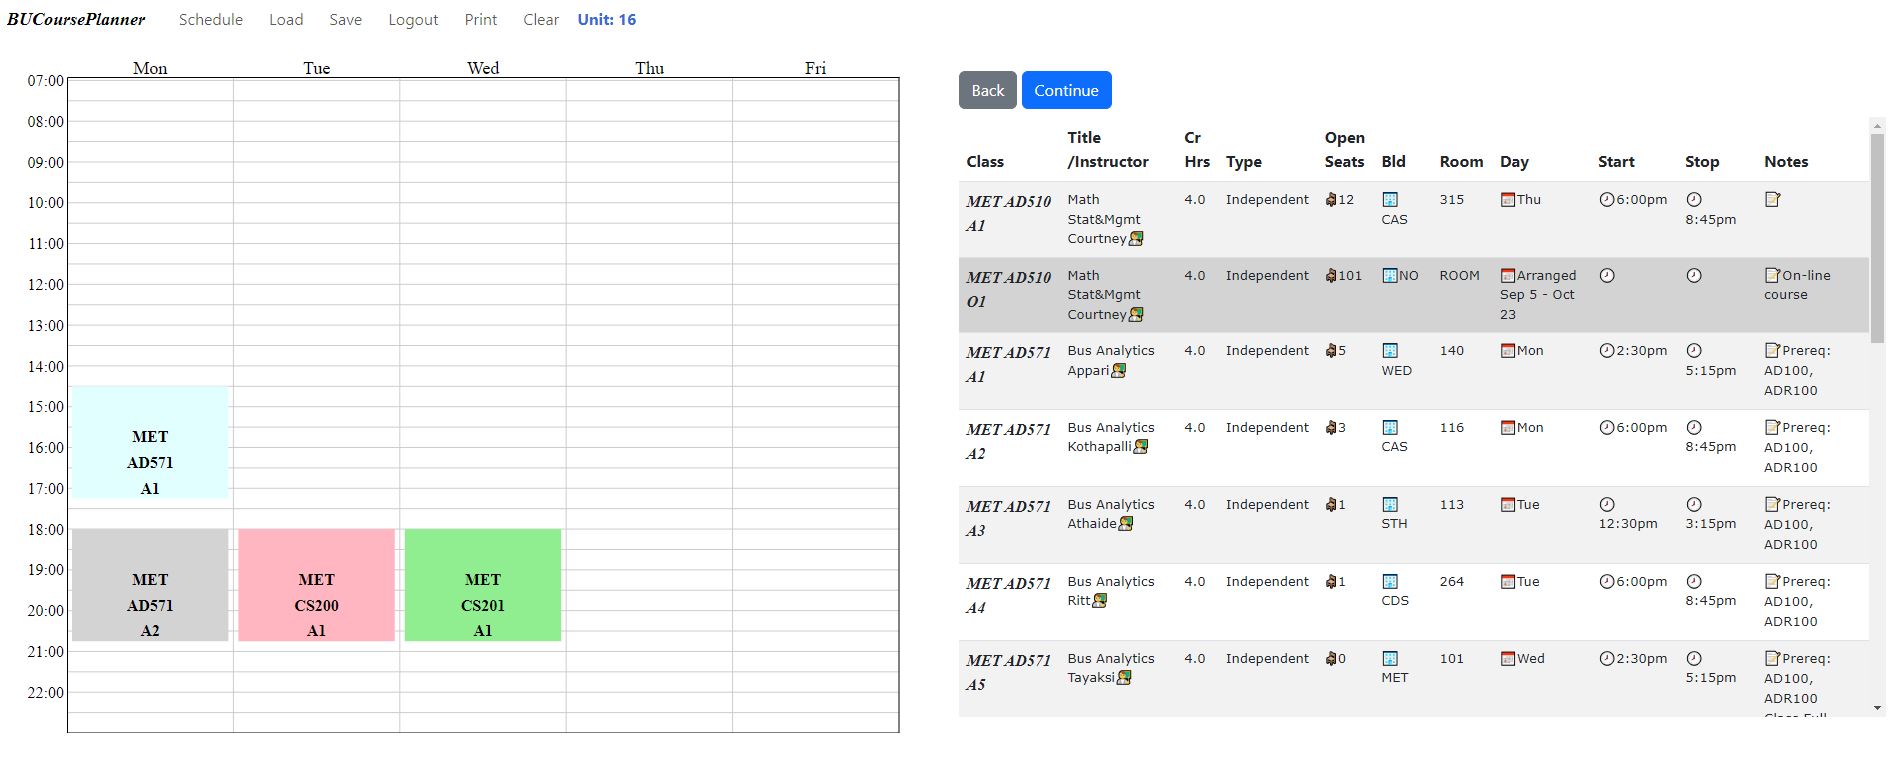 BUCoursePlanner Schedule Load Save Logout Print Clear Unit: 16
Mon Tue Wed Thu Fri
07:00
08:00
09:00
10:00
11:00
12:00
13:00
14:00
15:00
16:00
17:00
18:00
19:00
20:00
21:00
22:00
MET
AD571
A1
MET
AD571
A2
MET
CS200
A1
MET
CS201
A1
Back Continue
Title Cr Open
Class /Instructor Hrs Type Seats Bld Room Day Start Stop Notes
MET AD510 Math 4.0 Independent 12 315 Thu 6:00pm
A1 Stat&Mgmt CAS 8:45pm
Courtney
MET AD510 Math 4.0 Independent 101 NO ROOM Arranged On-line
O1 Stat&Mgmt Sep 5 - Oct course
Courtney 23
MET AD571 Bus Analytics 4.0 Independent 5 140 Mon 2:30pm Prereq:
A1 Appari WED 5:15pm AD100,
ADR100
MET AD571 Bus Analytics 4.0 Independent 3 116 Mon 6:00pm Prereq:
A2 Kothapalli CAS 8:45pm AD100,
ADR100
MET AD571 Bus Analytics 4.0 Independent 1 113 Tue Prereq:
A3 Athaide STH 12:30pm 3:15pm AD100,
ADR100
MET AD571 Bus Analytics 4.0 Independent 1 264 Tue 6:00pm Prereq:
A4 Ritt CDS 8:45pm AD100,
ADR100
MET AD571 Bus Analytics 4.0 Independent 0 101 Wed 2:30pm Prereq:
A5 Tayaksi MET 5:15pm AD100,
ADR100